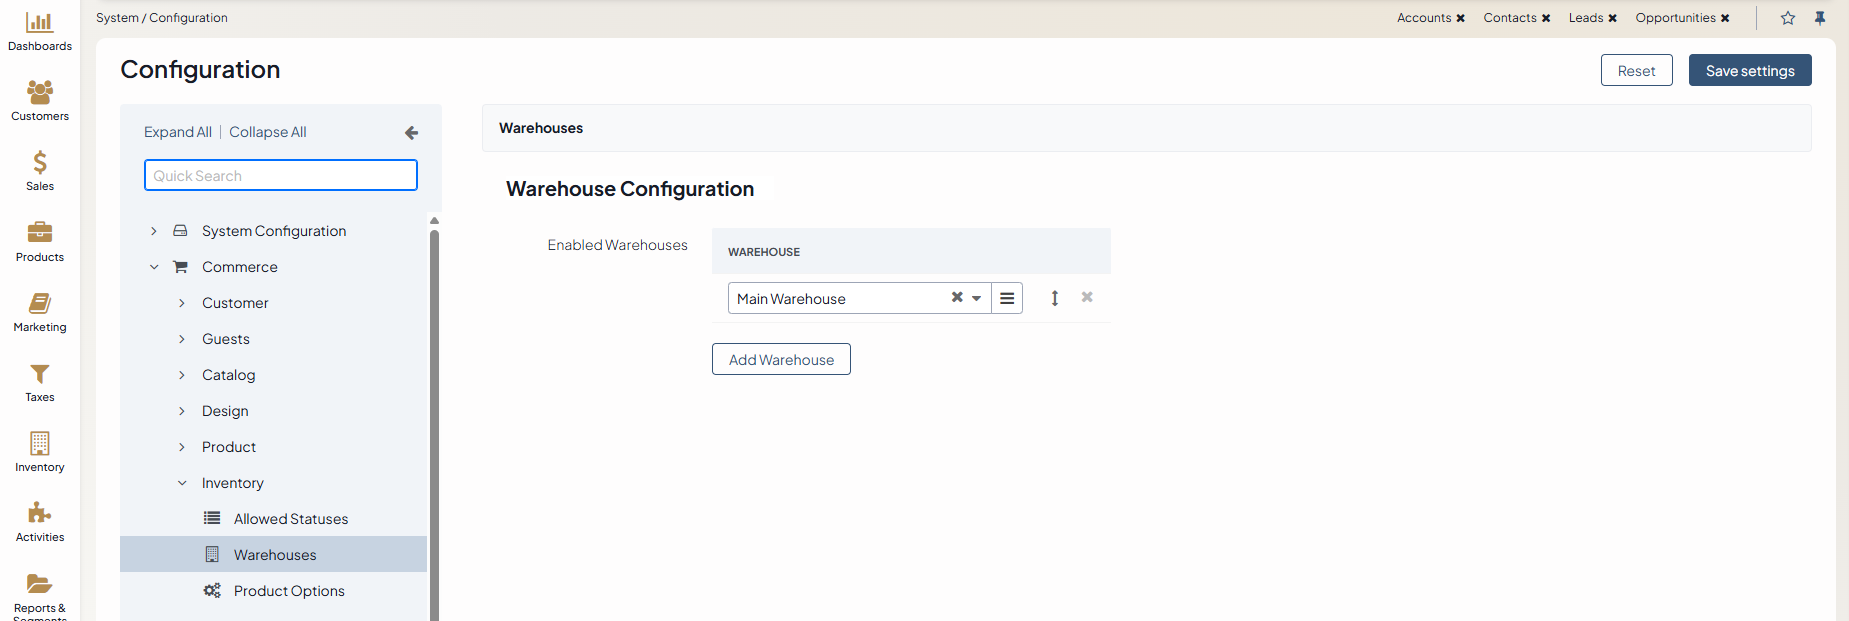 System / Configuration
Accounts
Contacts
Leads
Opportunities
Dashboards
Customers
Sales
Products
Marketing
Taxes
Inventory
Activities
Reports &
Segments
Configuration
Reset
Save settings
Expand All | Collapse All
Quick Search
System Configuration
Commerce
Customer
Guests
Catalog
Design
Product
Inventory
Allowed Statuses
Warehouses
Product Options
Warehouses
Warehouse Configuration
Enabled Warehouses
WAREHOUSE
Main Warehouse
Add Warehouse